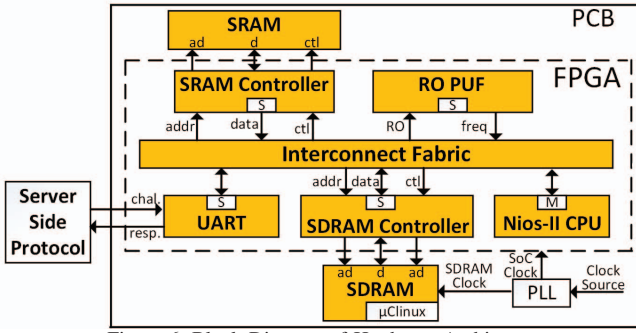 PCB
SRAM
ad d ctl
FPGA
SRAM Controller
S
RO PUF
S
addr data ctl
RO freq
Interconnect Fabric
addr data ctl
Server
Side
Protocol
chal.
resp.
S
UART
S
SDRAM Controller
M
Nios-II CPU
ad d ad
SDRAM
µClinux
SDRAM
Clock
SoC
Clock
PLL
Clock
Source